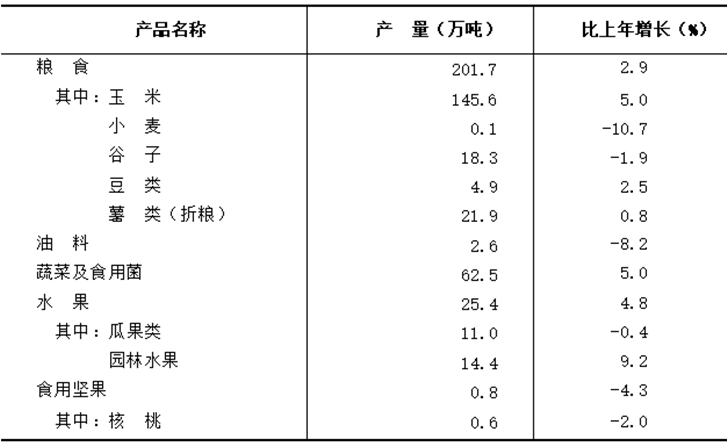 产品名称 产 量（万吨） 比上年增长（%）
粮 食 201.7 2.9
其中：玉 米 145.6 5.0
小 麦 0.1 -10.7
谷 子 18.3 -1.9
豆 类 4.9 2.5
薯 类（折粮） 21.9 0.8
油 料 2.6 -8.2
蔬菜及食用菌 62.5 5.0
水 果 25.4 4.8
其中：瓜果类 11.0 -0.4
园林水果 14.4 9.2
食用坚果 0.8 -4.3
其中：核 桃 0.6 -2.0